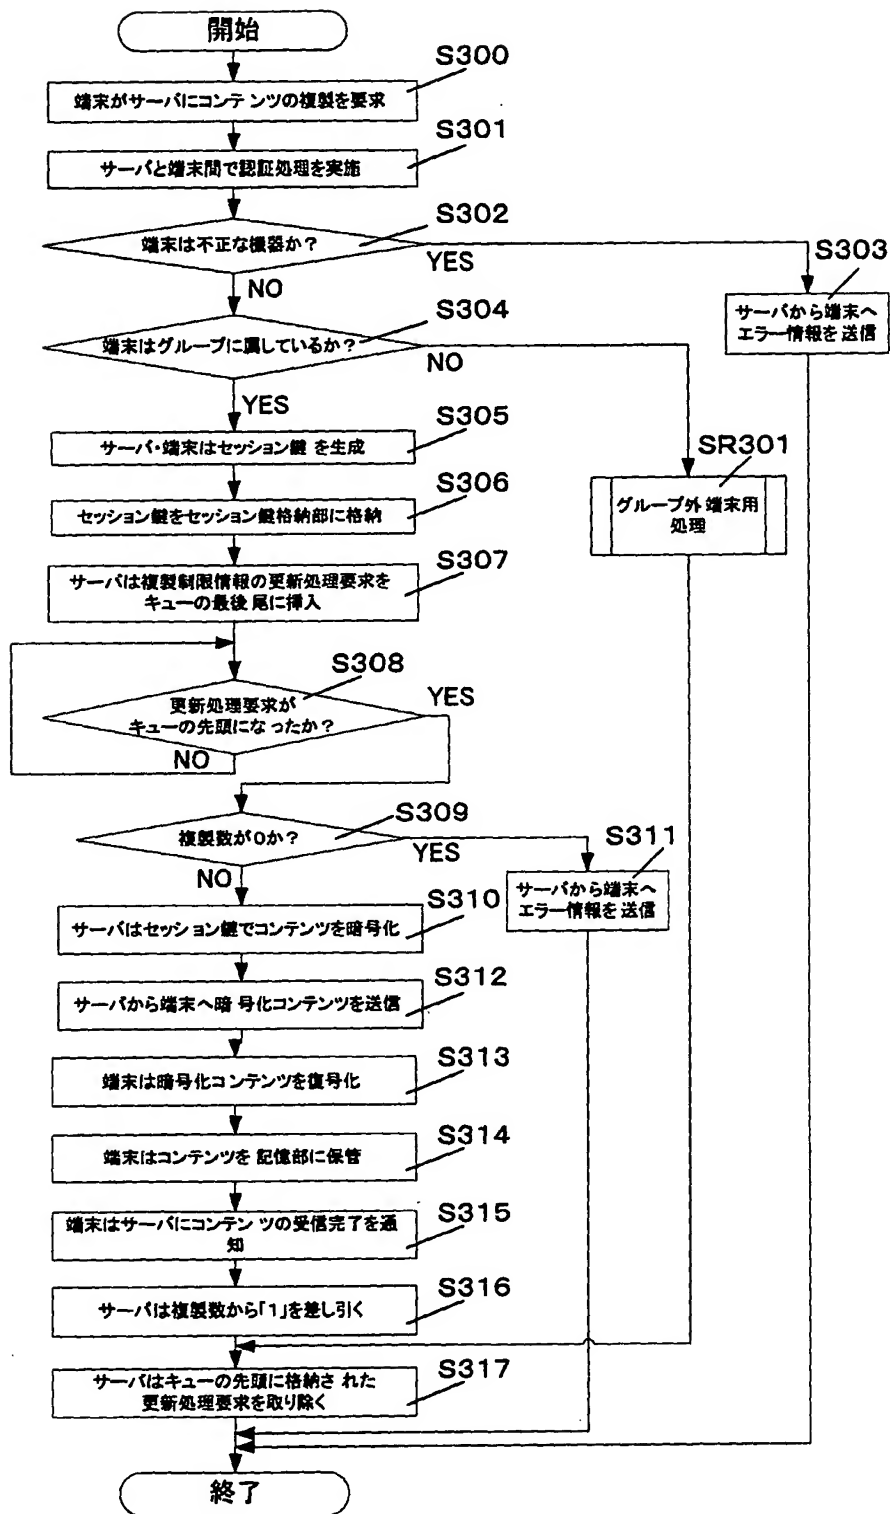 開始
S300
端末がサーバにコンテンツの複製を要求
S301
サーバと端末間で認証処理を実施
S302
端末は不正な機器か?
YES
NO
S303
サーバから端末へ
エラー情報を送信
S304
端末はグループに属しているか?
NO
YES
S305
サーバ・端末はセッション鍵 を生成
SR301
グループ外端末用
処理
S306
セッション鍵をセッション鍵格納部に格納
S307
サーバは複製制限情報の更新処理要求を
キューの最後尾に挿入
S308
更新処理要求が
キューの先頭になったか?
YES
NO
S309
複製数が0か?
YES
NO
S311
サーバから端末へ
エラー情報を送信
S310
サーバはセッション鍵でコンテンツを暗号化
S312
サーバから端末へ暗号化コンテンツを送信
S313
端末は暗号化コンテンツを復号化
S314
端末はコンテンツを記憶部に保管
S315
端末はサーバにコンテンツの受信完了を通
知
S316
サーバは複製数から「1」を差し引く
S317
サーバはキューの先頭に格納された
更新処理要求を取り除く
終了